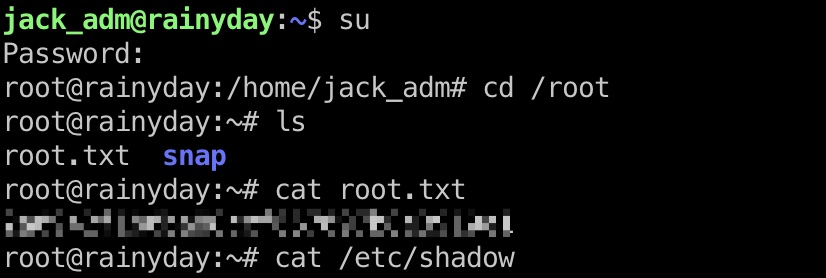 jack_adm@rainyday:~$ su
Password:
root@rainyday:/home/jack_adm# cd /root
root@rainyday:~# ls
root.txt  snap
root@rainyday:~# cat root.txt
root@rainyday:~# cat /etc/shadow